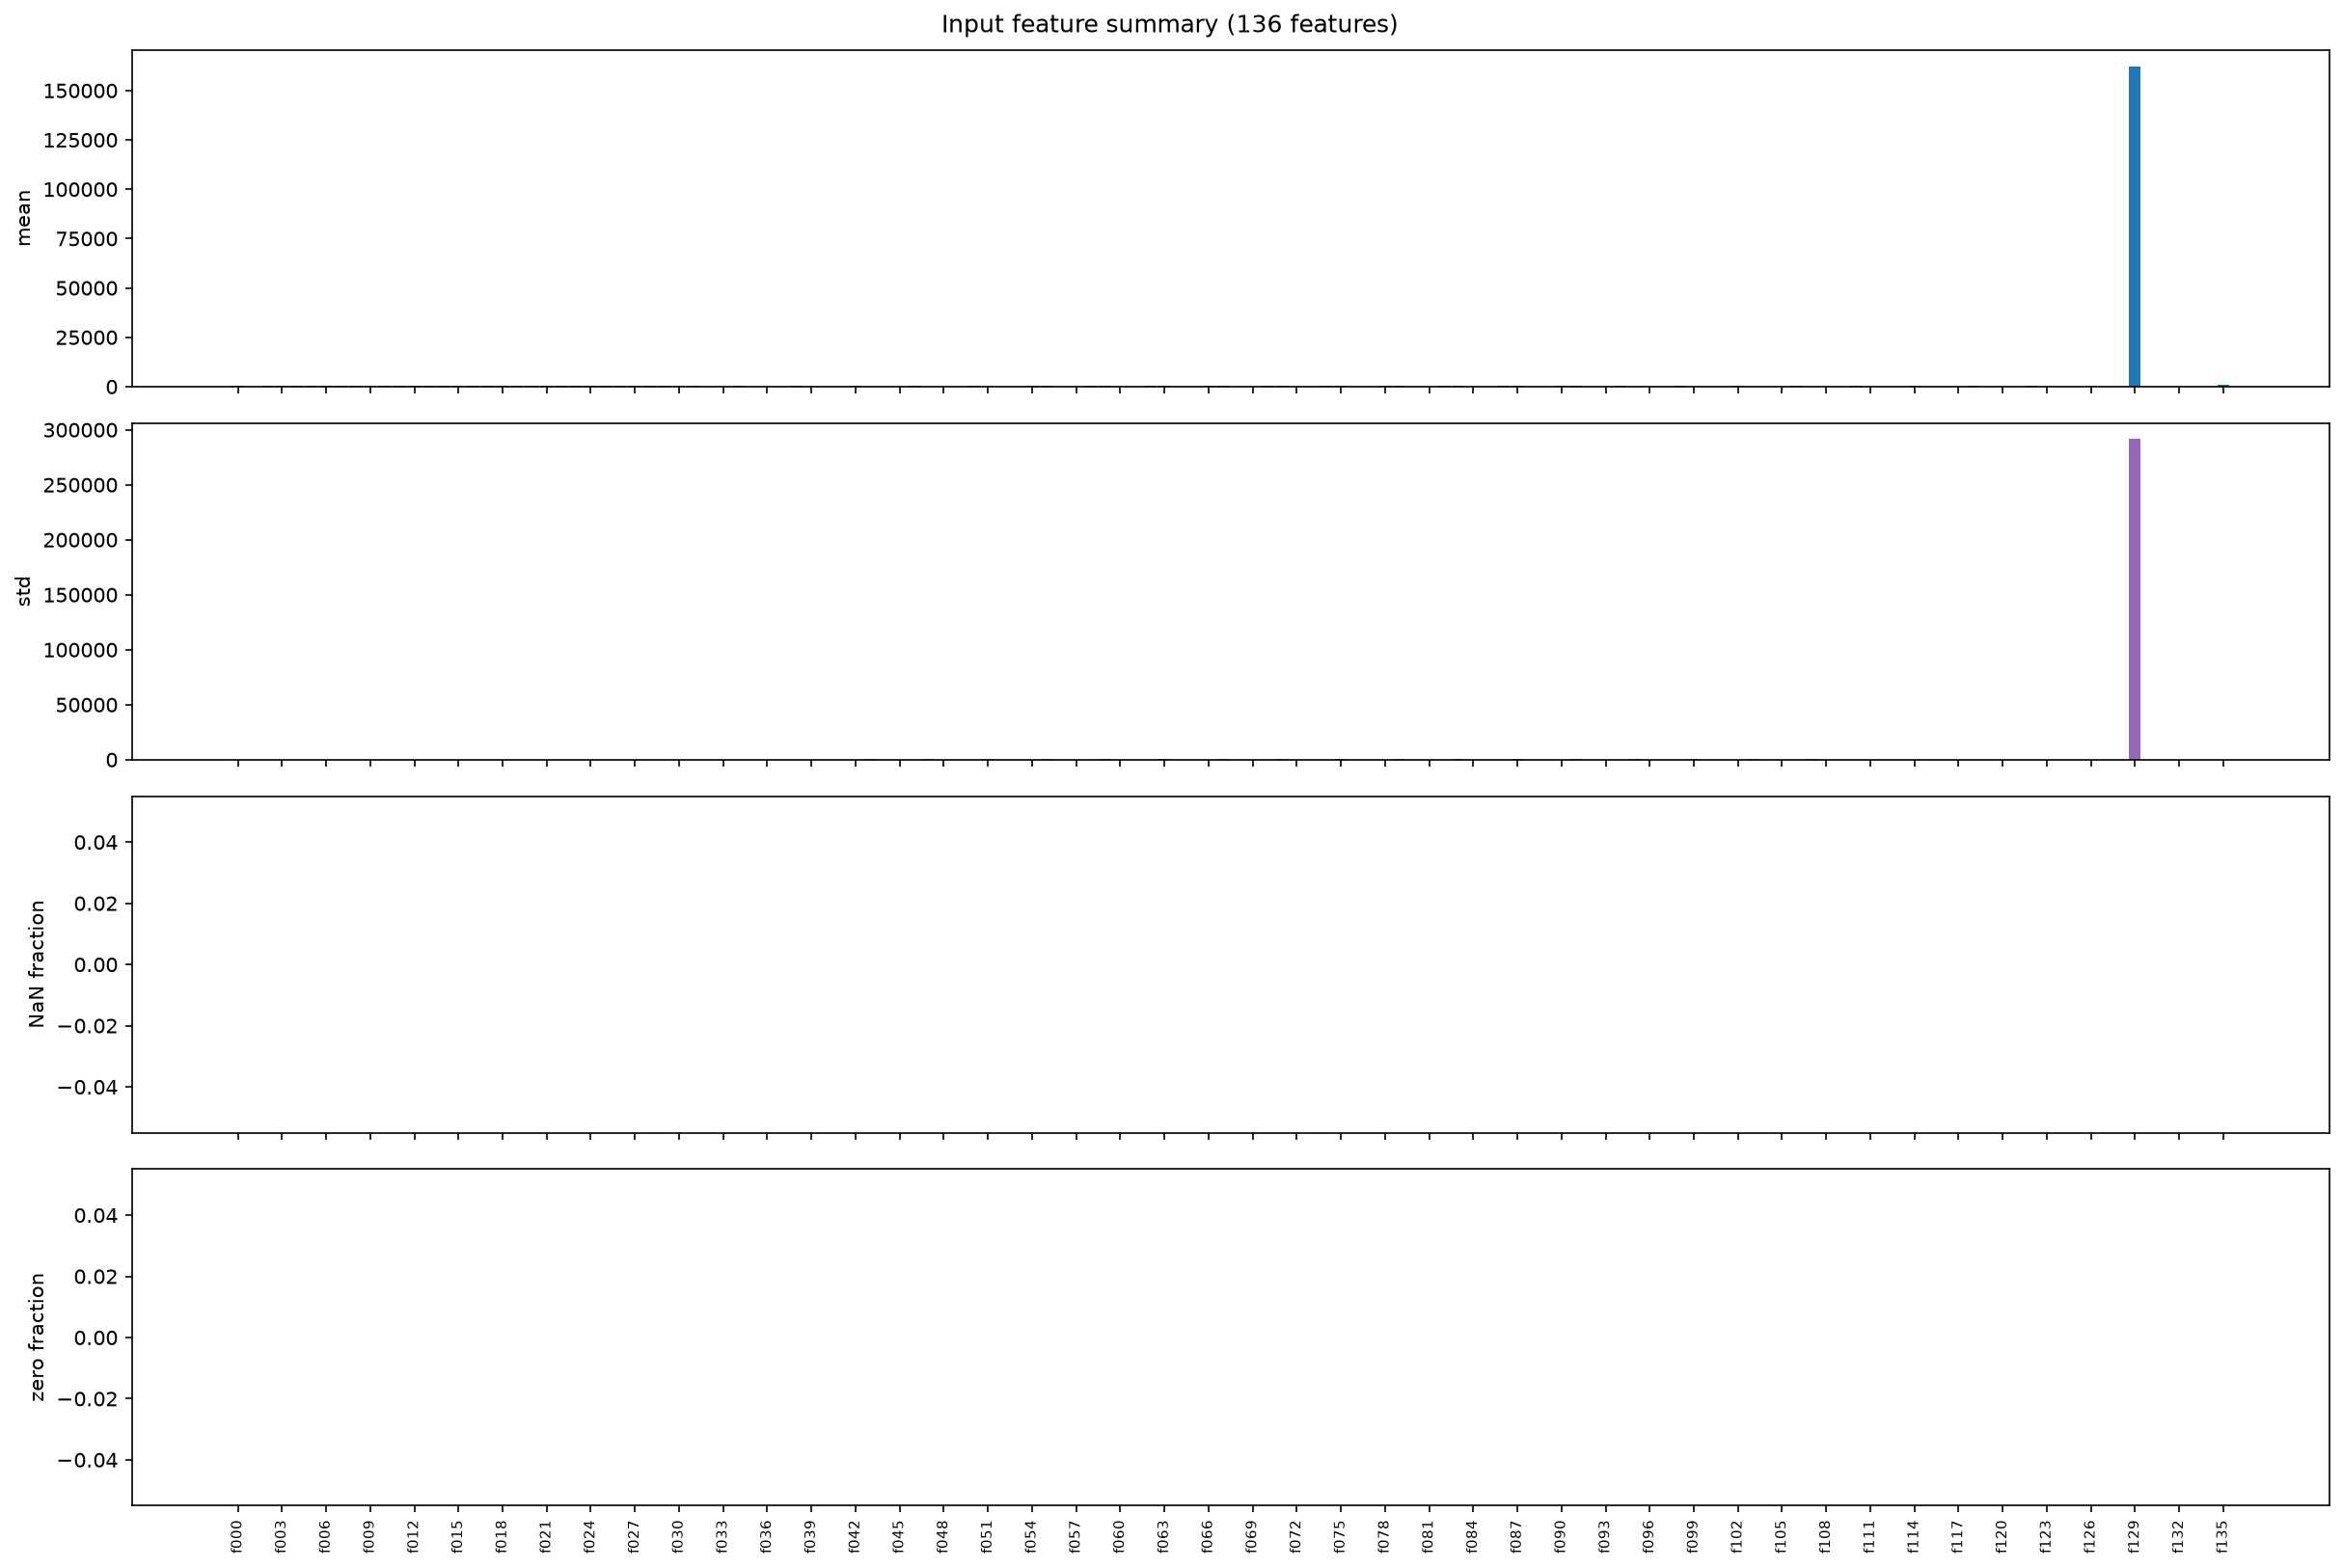 Input feature summary (136 features)
150000
125000
100000
75000
50000
25000
0
mean
300000
250000
200000
150000
100000
50000
0
std
0.04
0.02
0.00
−0.02
−0.04
NaN fraction
0.04
0.02
0.00
−0.02
−0.04
zero fraction
f000
f003
f006
f009
f012
f015
f018
f021
f024
f027
f030
f033
f036
f039
f042
f045
f048
f051
f054
f057
f060
f063
f066
f069
f072
f075
f078
f081
f084
f087
f090
f093
f096
f099
f102
f105
f108
f111
f114
f117
f120
f123
f126
f129
f132
f135